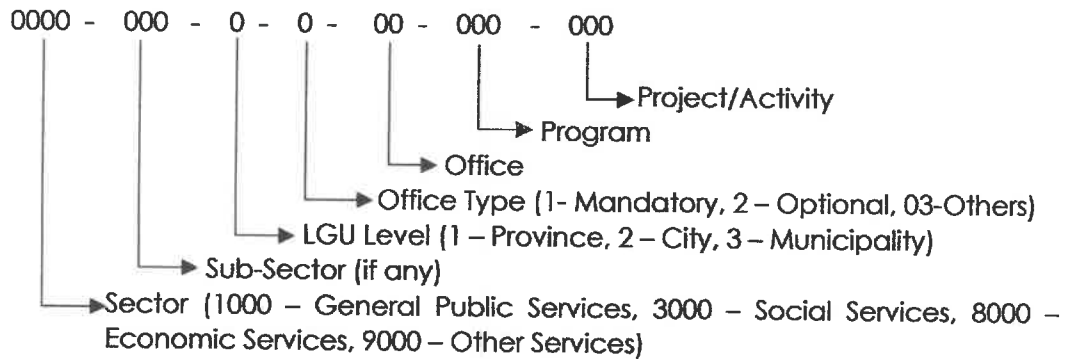 0000 - 000 - 0 - 0 - 00 - 000 - 000
Project/Activity
Program
Office
Office Type (1- Mandatory, 2 – Optional, 03-Others)
LGU Level (1 – Province, 2 – City, 3 – Municipality)
Sub-Sector (if any)
Sector (1000 – General Public Services, 3000 – Social Services, 8000 –
Economic Services, 9000 – Other Services)